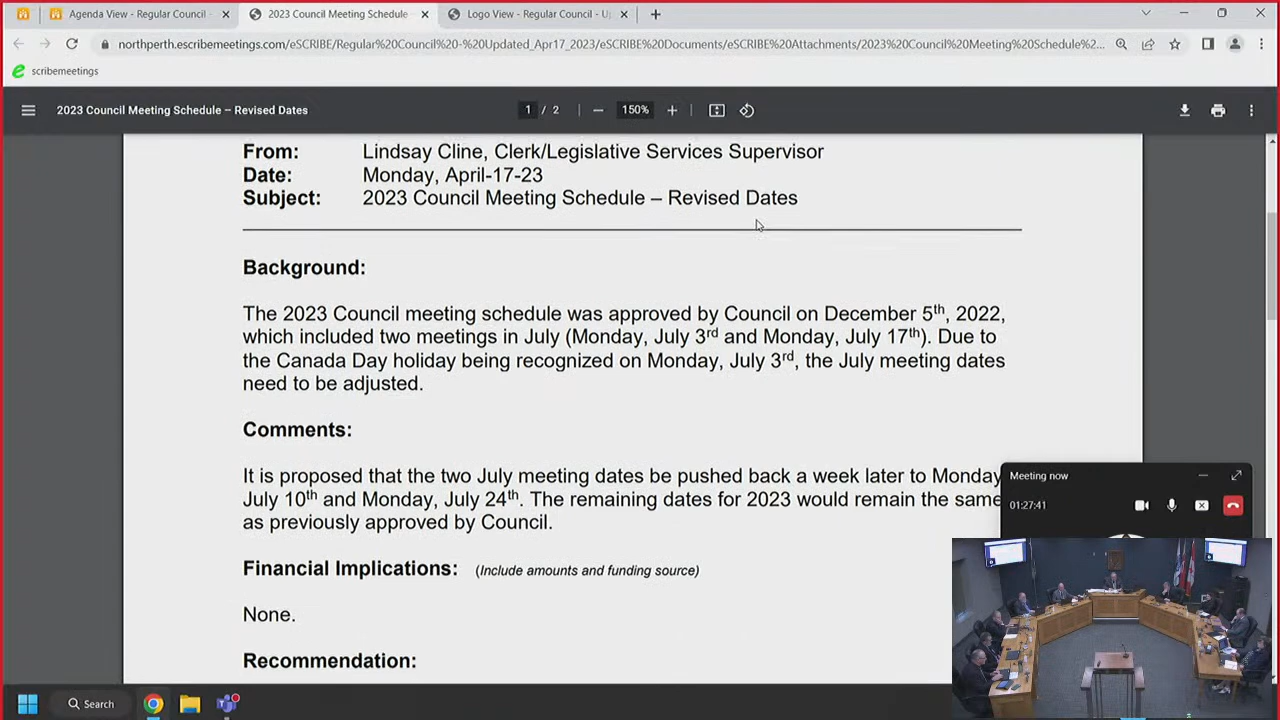 Agenda View - Regular Council -
2023 Council Meeting Schedule
Logo View - Regular Council - U
northperth.escribemeetings.com/eSCRIBE/Regular%20Council%20-%20Updated_Apr17_2023/eSCRIBE%20Documents/eSCRIBE%20Attachments/2023%20Council%20Meeting%20Schedule%...
scribemeetings
2023 Council Meeting Schedule – Revised Dates
1 / 2
150%
From: Lindsay Cline, Clerk/Legislative Services Supervisor
Date: Monday, April-17-23
Subject: 2023 Council Meeting Schedule – Revised Dates
Background:
The 2023 Council meeting schedule was approved by Council on December 5th, 2022,
which included two meetings in July (Monday, July 3rd and Monday, July 17th). Due to
the Canada Day holiday being recognized on Monday, July 3rd, the July meeting dates
need to be adjusted.
Comments:
It is proposed that the two July meeting dates be pushed back a week later to Monday
July 10th and Monday, July 24th. The remaining dates for 2023 would remain the same
as previously approved by Council.
Meeting now
01:27:41
Financial Implications: (Include amounts and funding source)
None.
Recommendation:
Search